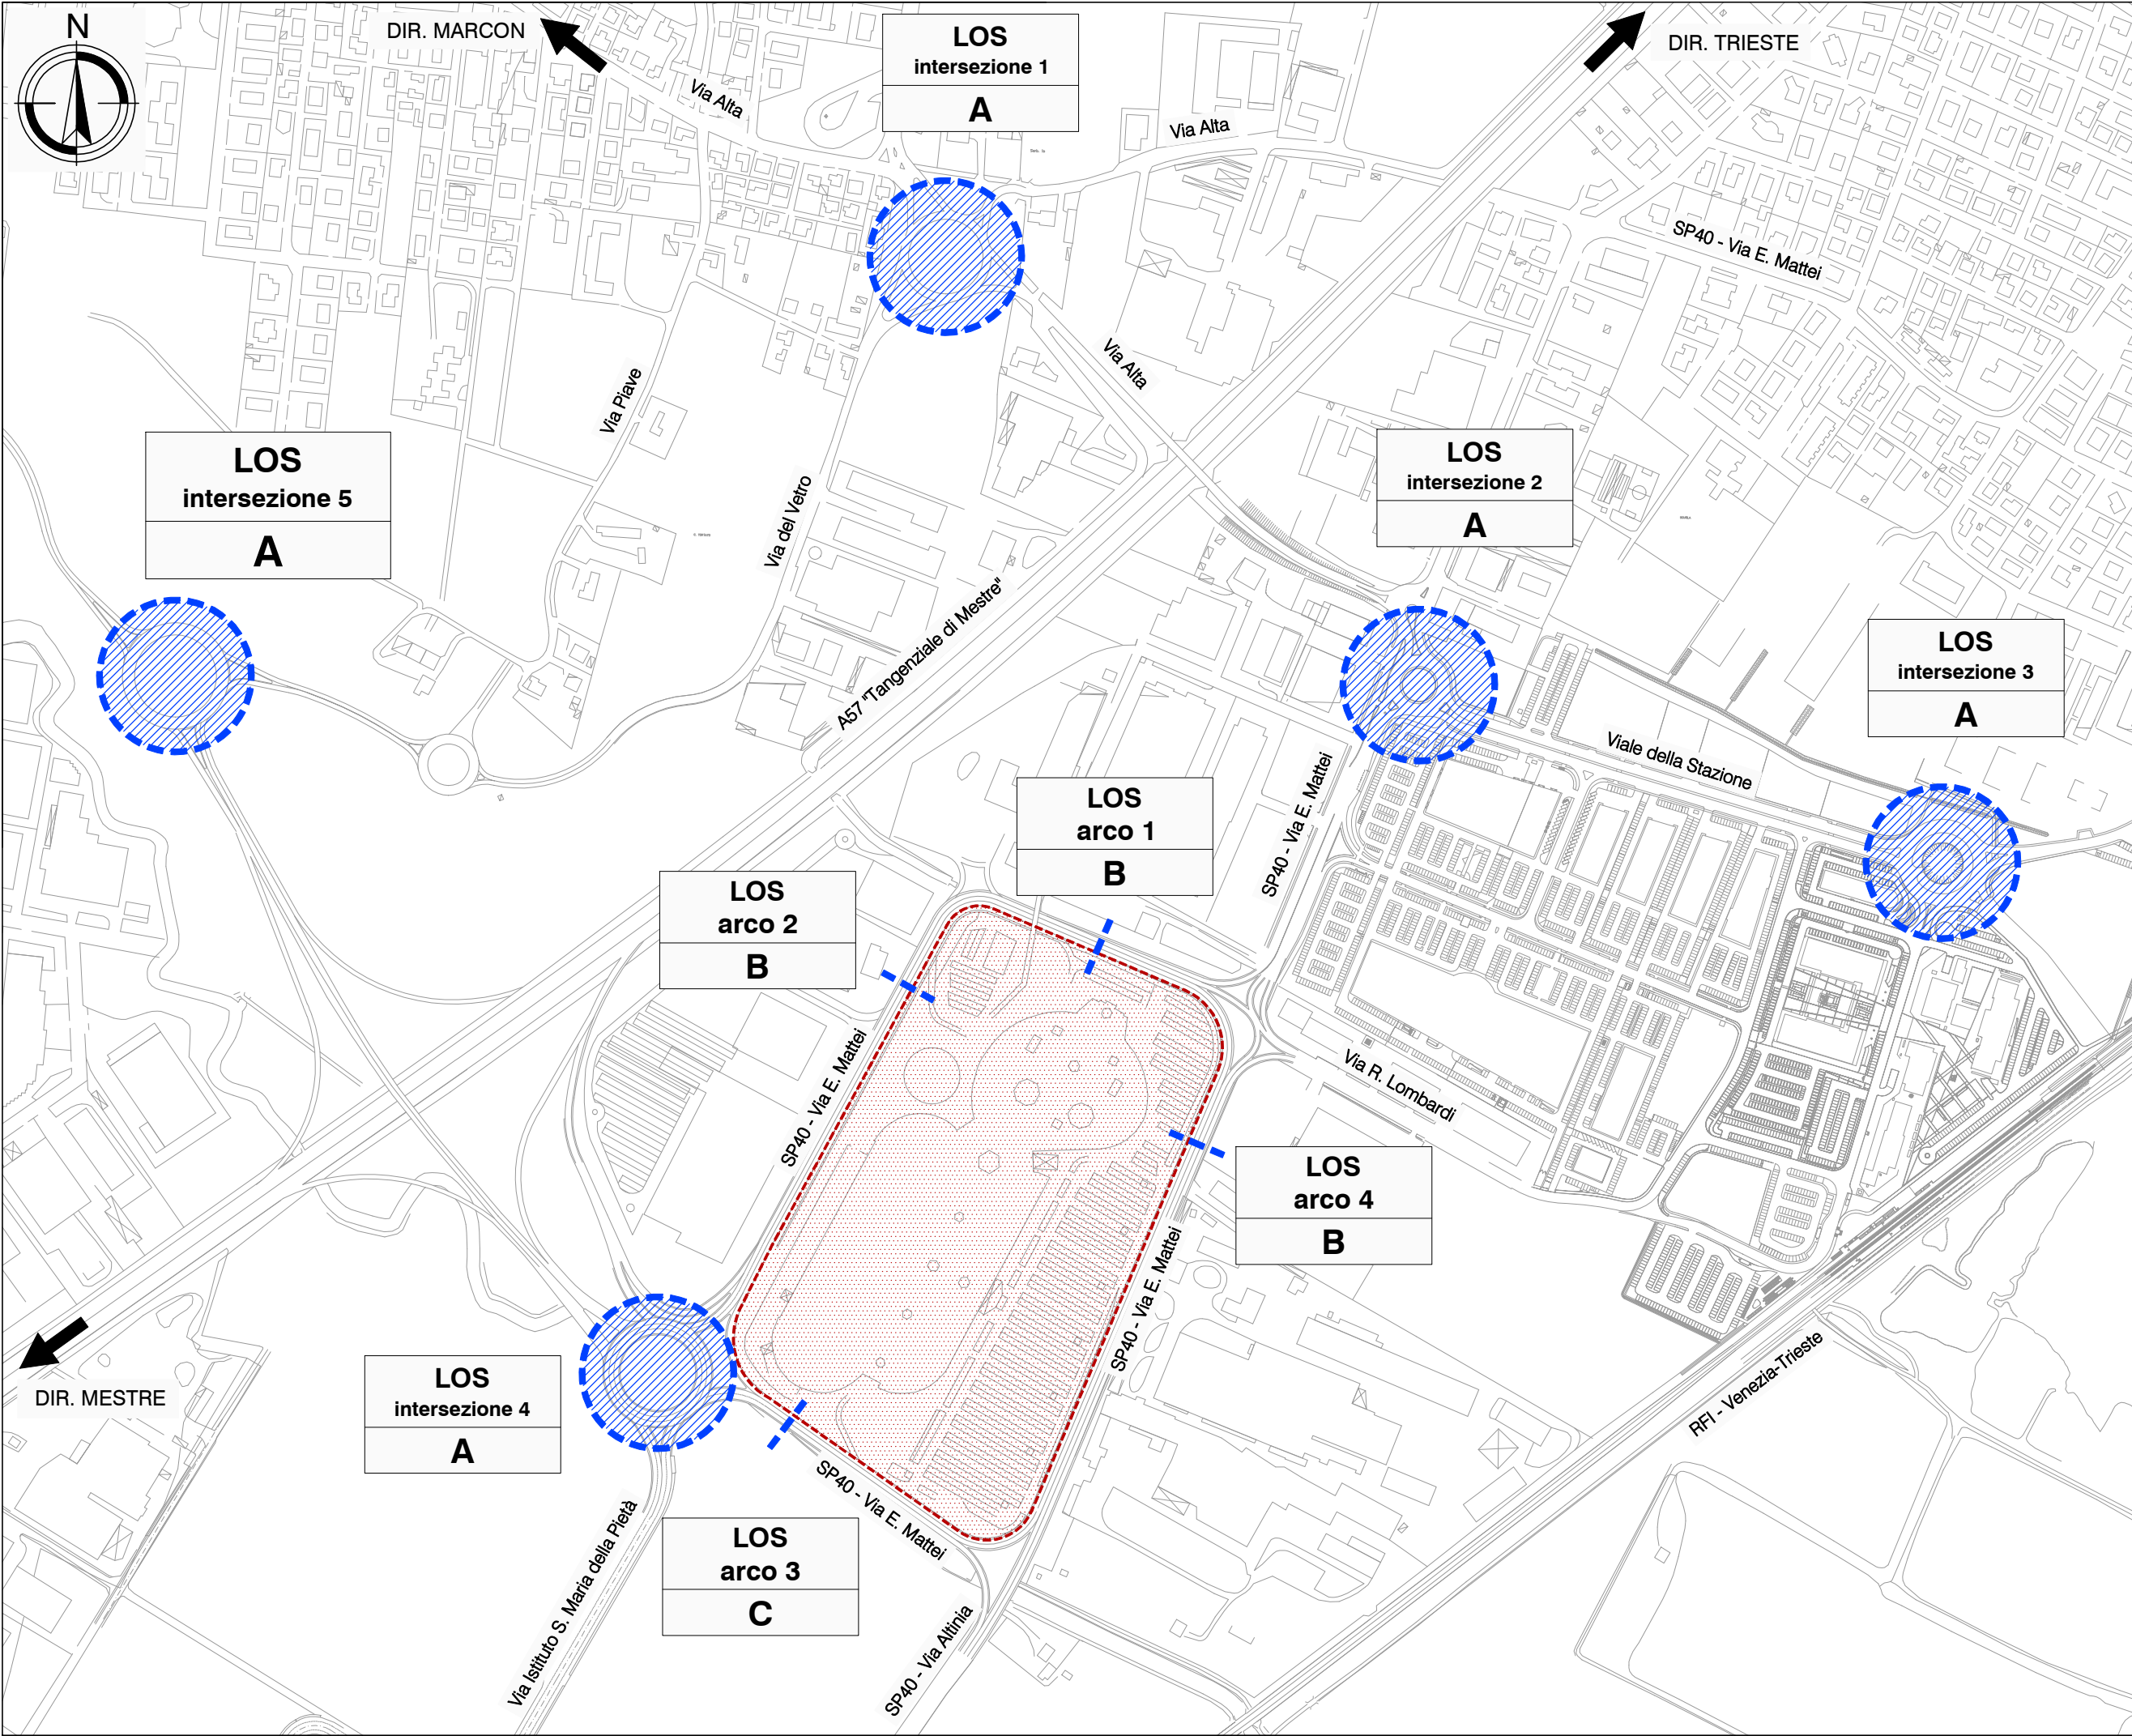 N
DIR. MARCON
LOS
intersezione 1
A
DIR. TRIESTE
Via Alta
Via Alta
SP40 - Via E. Mattei
Via Alta
Via Piave
LOS
intersezione 5
A
LOS
intersezione 2
A
Via del Vetro
A57 "Tangenziale di Mestre"
LOS
intersezione 3
A
Viale della Stazione
SP40 - Via E. Mattei
LOS
arco 1
B
LOS
arco 2
B
SP40 - Via E. Mattei
Via R. Lombardi
LOS
arco 4
B
SP40 - Via E. Mattei
DIR. MESTRE
LOS
intersezione 4
A
RFI - Venezia-Trieste
SP40 - Via E. Mattei
Via Istituto S. Maria della Pietà
LOS
arco 3
C
SP40 - Via Altinia